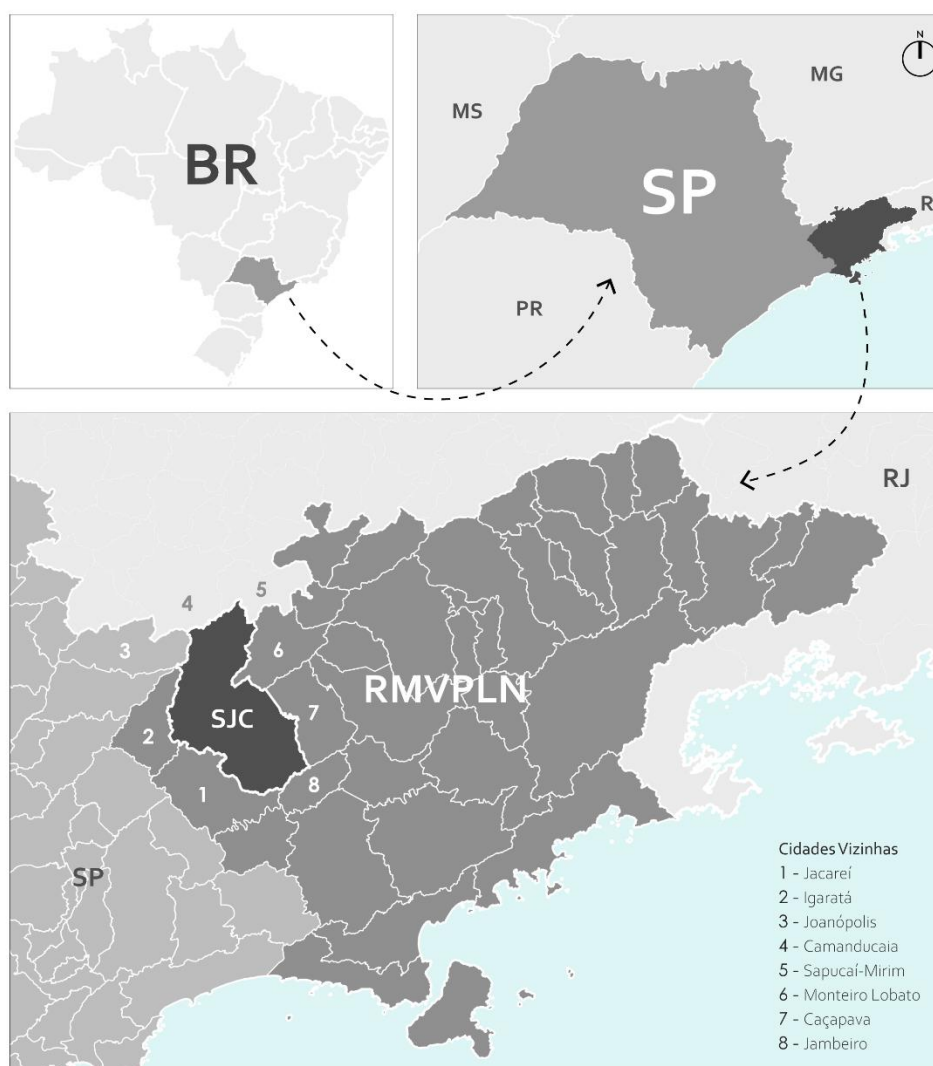 BR
N
MG
MS
SP
R
PR
RJ
4
5
3
6
RMVPLN
7
SJC
2
1
8
SP
Cidades Vizinhas
1 - Jacareí
2 - Igaratá
3 - Joanópolis
4 - Camanducaia
5 - Sapucaí-Mirim
6 - Monteiro Lobato
7 - Caçapava
8 - Jambeiro